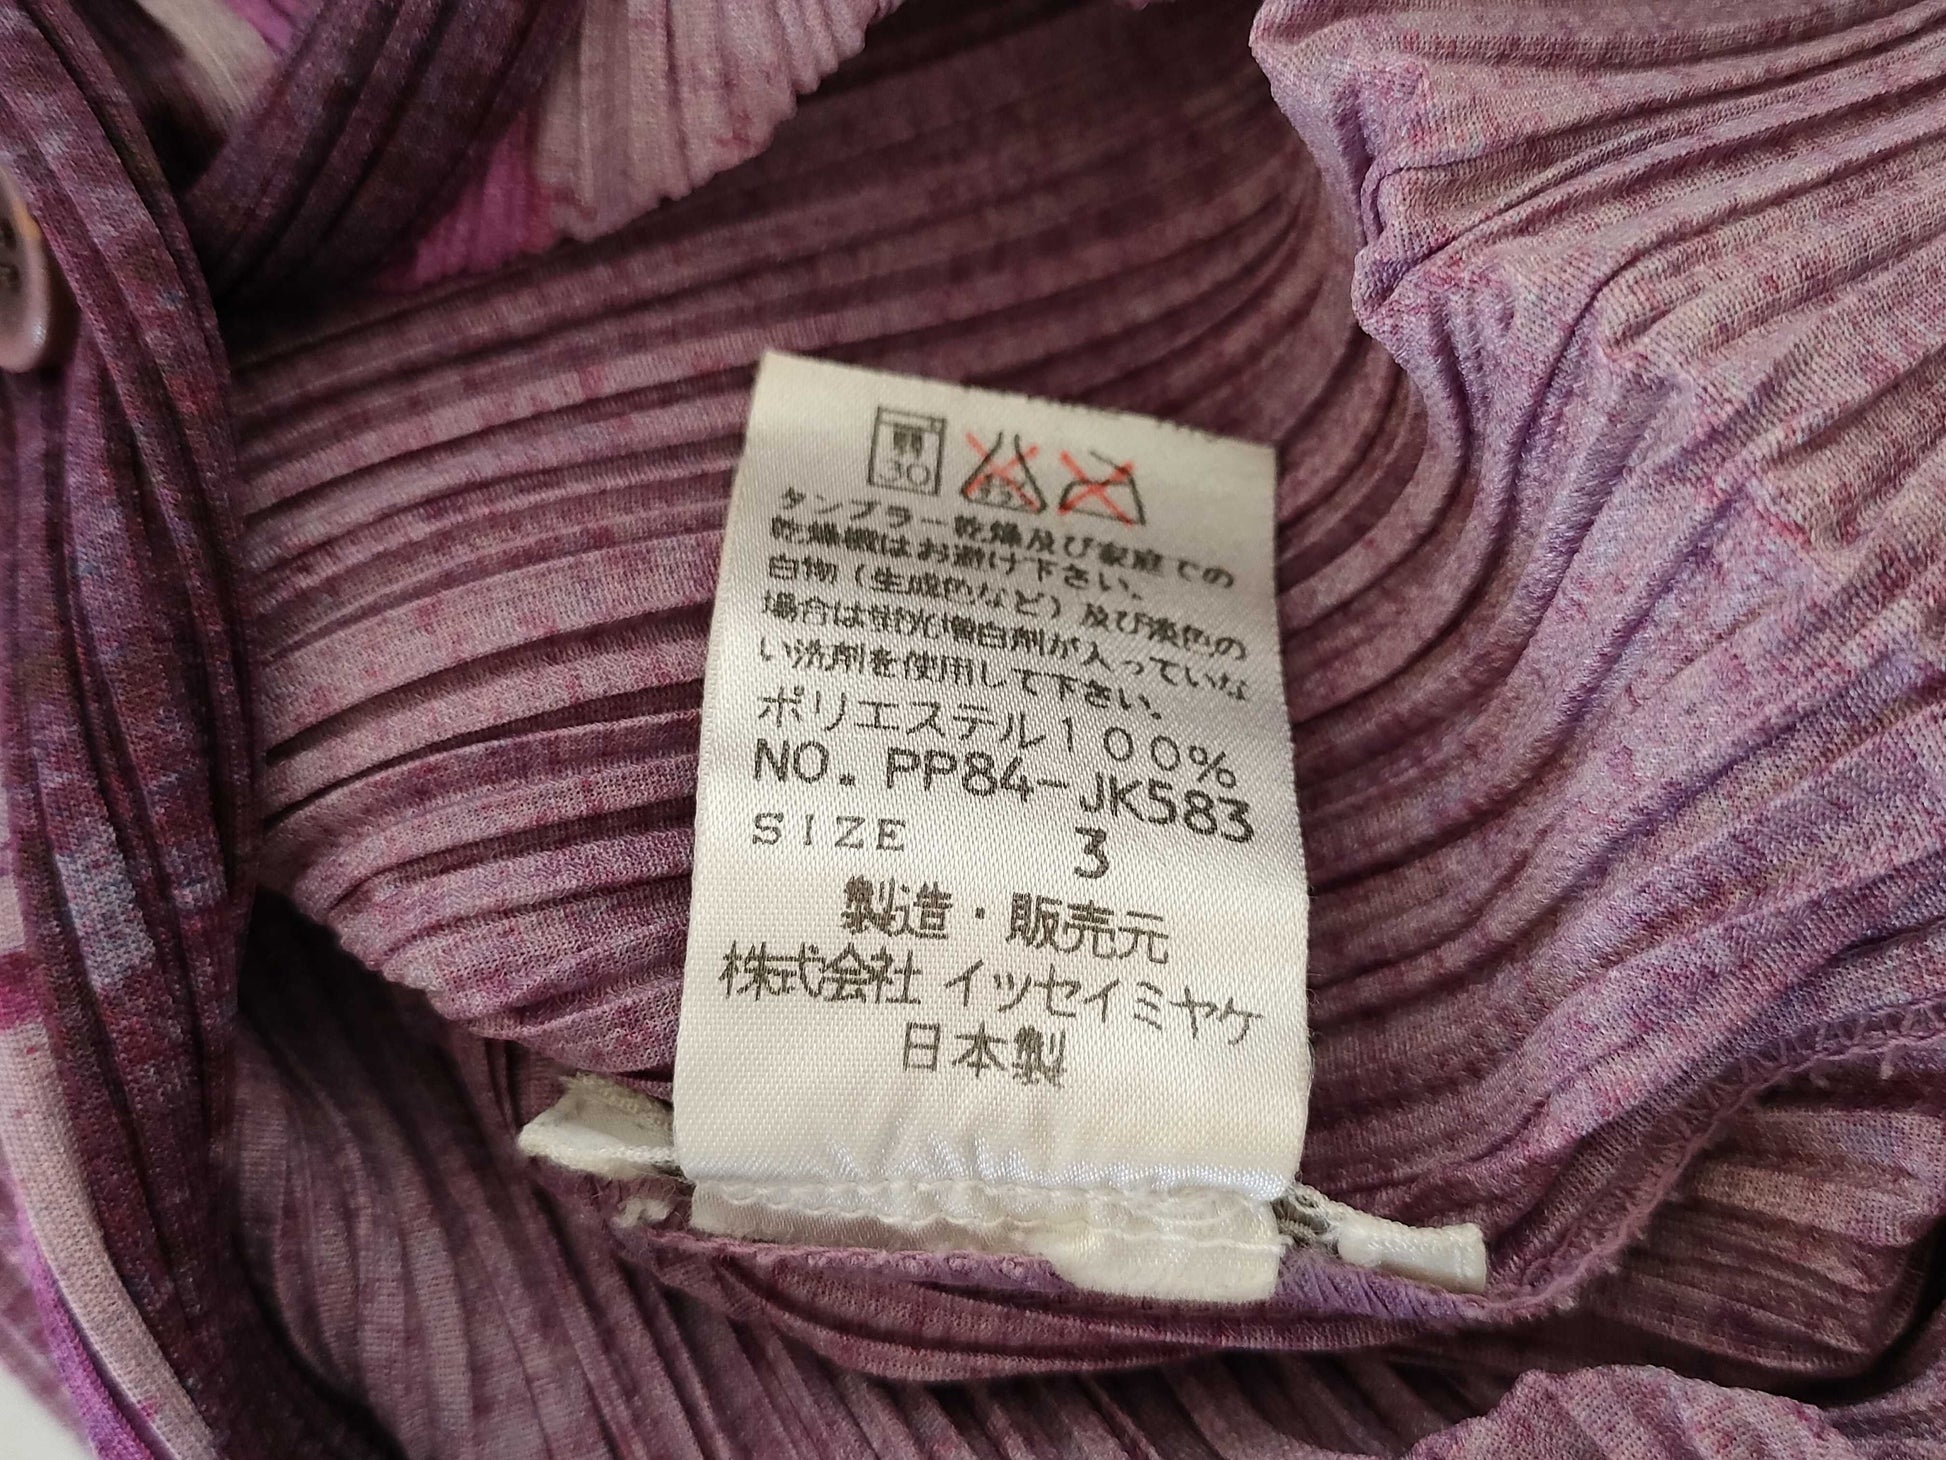 弱
30
タンブラー乾燥及び家庭での
乾燥機はお避け下さい。
白物(生成色など)及び淡色の
場合は蛍光増白剤が入っていな
い洗剤を使用して下さい。
ポリエステル100%
NO. PP84-JK583
SIZE 3
製造・販売元
株式会社 イッセイミヤケ
日本製